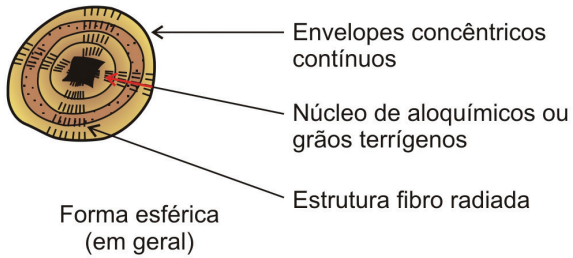 Envelopes concêntricos
contínuos
Núcleo de aloquímicos ou
grãos terrígenos
Estrutura fibro radiada
Forma esférica
(em geral)